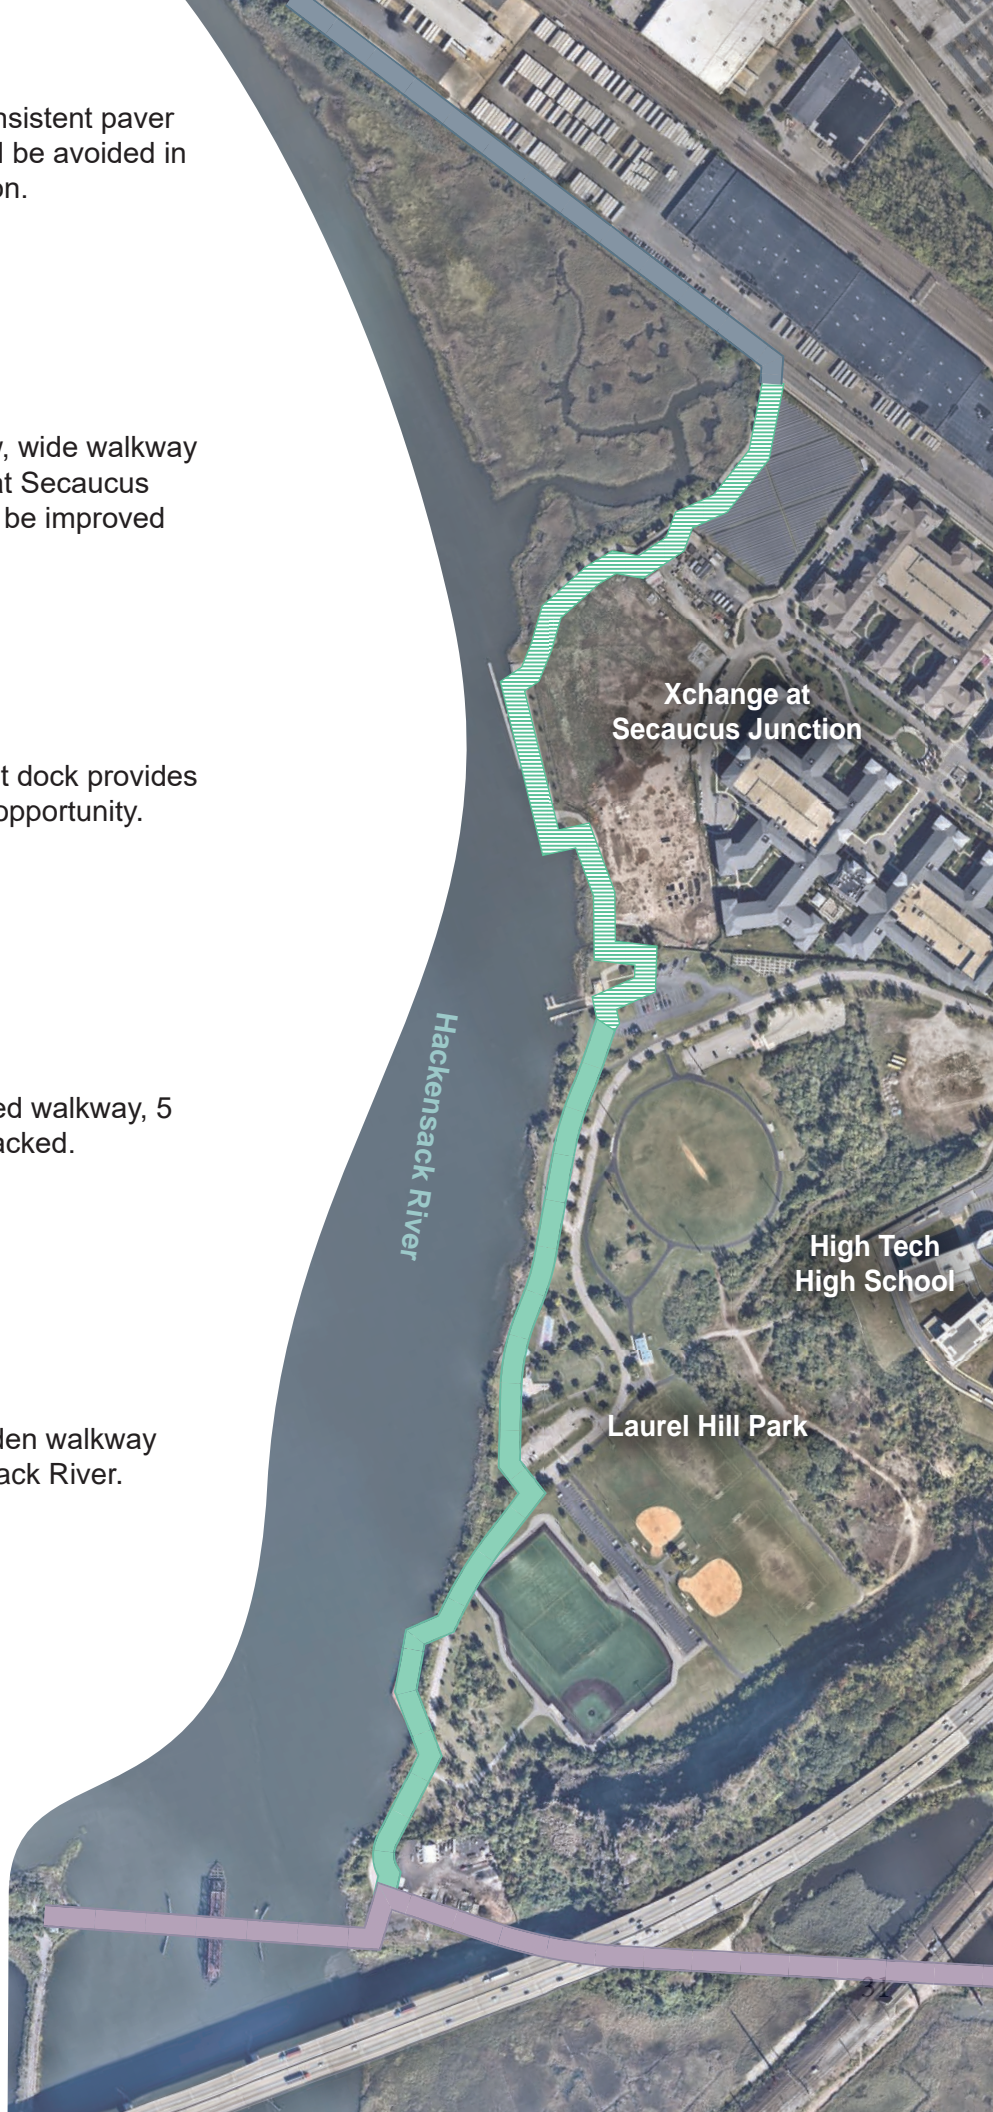 nsistent paver
l be avoided in
on.
, wide walkway
at Secaucus
be improved
t dock provides
opportunity.
ed walkway, 5
acked.
den walkway
ack River.
Xchange at
Secaucus Junction
Hackensack River
High Tech
High School
Laurel Hill Park
31